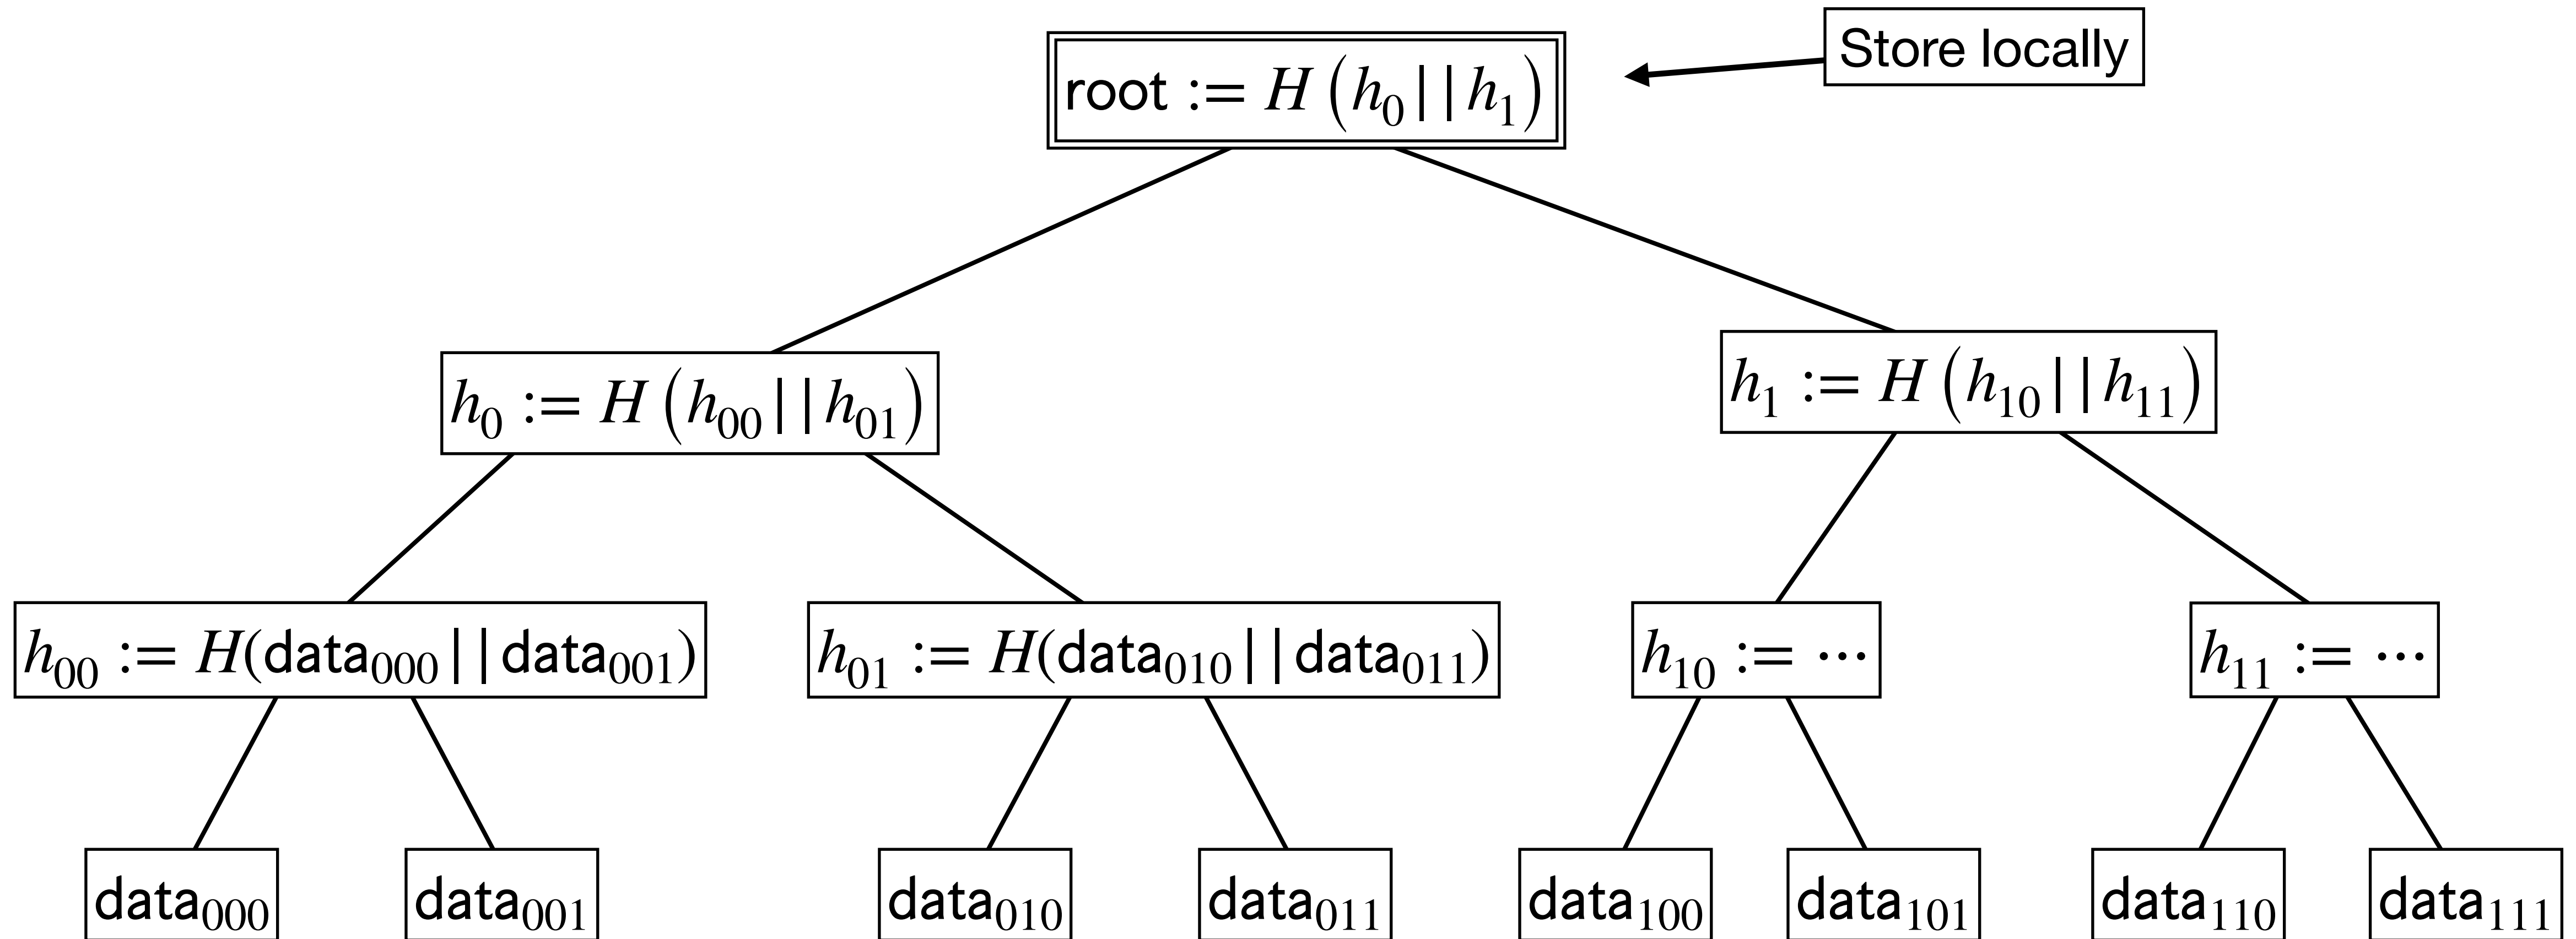 Store locally
root := H (h₀ | | h₁)
h₀ := H (h₀₀ | | h₀₁)
h₁ := H (h₁₀ | | h₁₁)
h₀₀ := H(data₀₀₀ | | data₀₀₁)
h₀₁ := H(data₀₁₀ | | data₀₁₁)
h₁₀ := ⋯
h₁₁ := ⋯
data₀₀₀
data₀₀₁
data₀₁₀
data₀₁₁
data₁₀₀
data₁₀₁
data₁₁₀
data₁₁₁